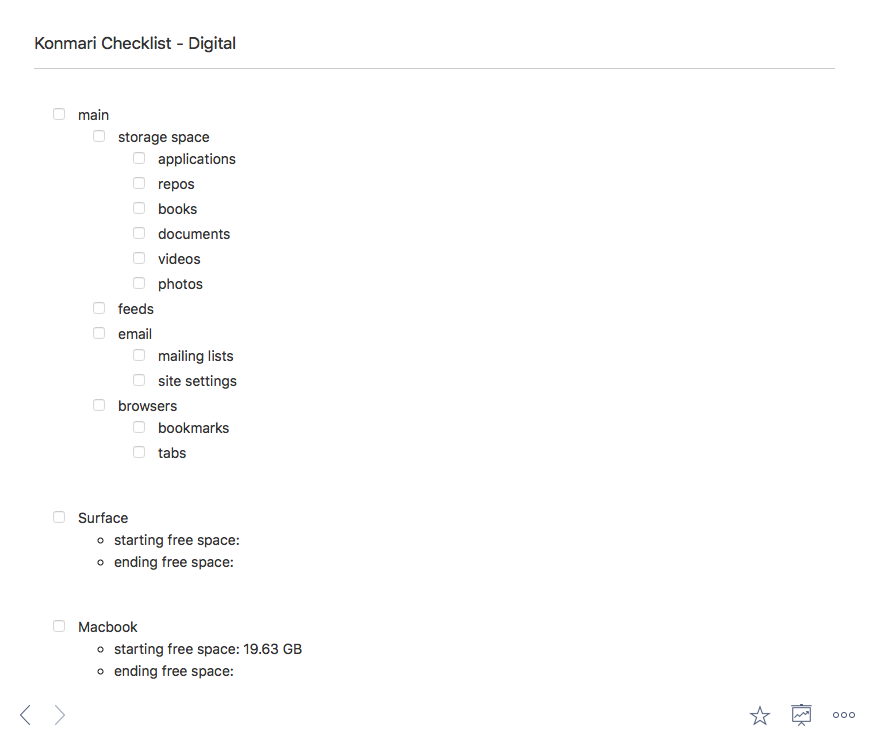 Konmari Checklist - Digital
main
storage space
applications
repos
books
documents
videos
photos
feeds
email
mailing lists
site settings
browsers
bookmarks
tabs
Surface
starting free space:
ending free space:
Macbook
starting free space: 19.63 GB
ending free space: